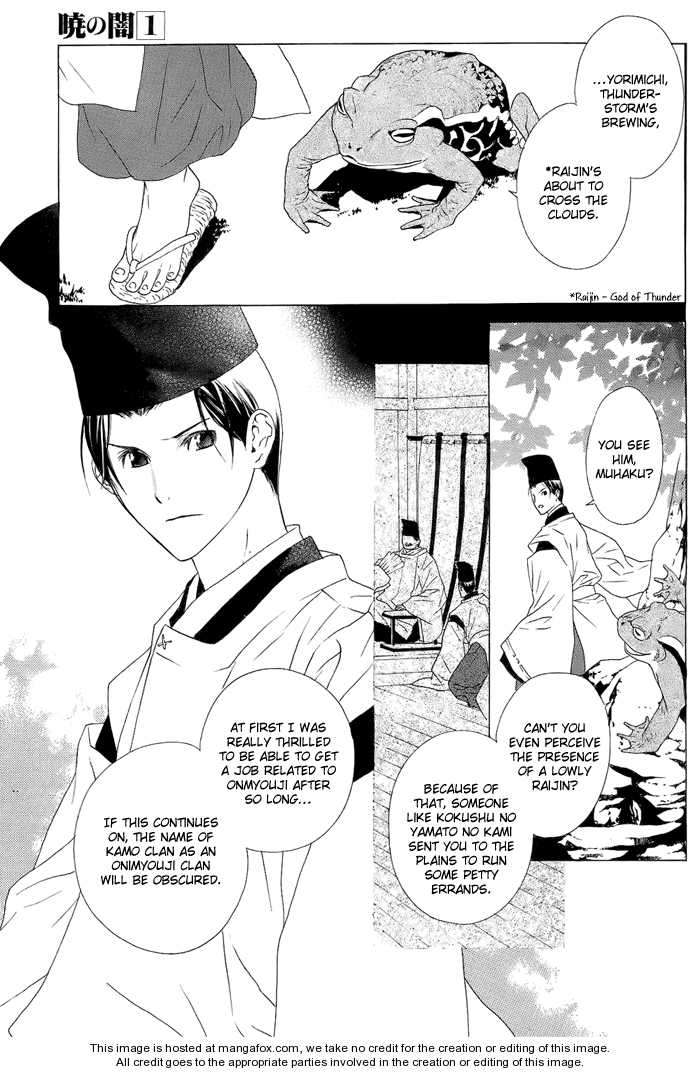 暁の闇 1
...YORIMICHI,
THUNDER-
STORM'S
BREWING,
*RAIJIN'S
ABOUT TO
CROSS THE
CLOUDS.
*Raijin - God of Thunder
YOU SEE
HIM,
MUHAKU?
CAN'T YOU
EVEN PERCEIVE
THE PRESENCE
OF A LOWLY
RAIJIN?
BECAUSE OF
THAT, SOMEONE
LIKE KOKUSHU NO
YAMATO NO KAMI
SENT YOU TO
THE PLAINS TO RUN
SOME PETTY
ERRANDS.
AT FIRST I WAS
REALLY THRILLED
TO BE ABLE TO GET
A JOB RELATED TO
ONMYOUJI AFTER
SO LONG...
IF THIS CONTINUES
ON, THE NAME OF
KAMO CLAN AS AN
ONIMYOUJI CLAN
WILL BE OBSCURED.
This image is hosted at mangafox.com, we take no credit for the creation or editing of this image.
All credit goes to the appropriate parties involved in the creation or editing of this image.